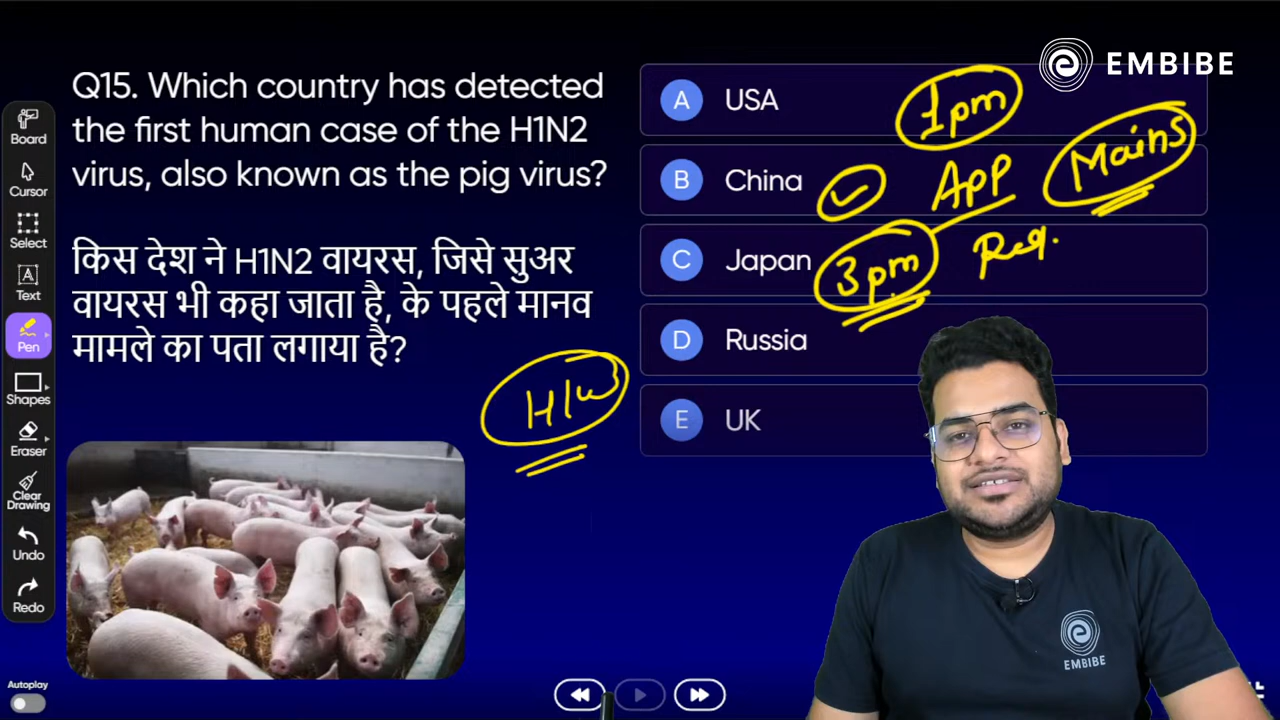 EMBIBE
Q15. Which country has detected
the first human case of the H1N2
virus, also known as the pig virus?
किस देश ने H1N2 वायरस, जिसे सुअर
वायरस भी कहा जाता है, के पहले मानव
मामले का पता लगाया है?
A USA
B China
C Japan
D Russia
E UK
1pm
Mains
APP
3pm
Req.
H/W
Board
Cursor
Select
A
Text
Pen
Shapes
Eraser
Clear
Drawing
Undo
Redo
Autoplay
EMBIBE